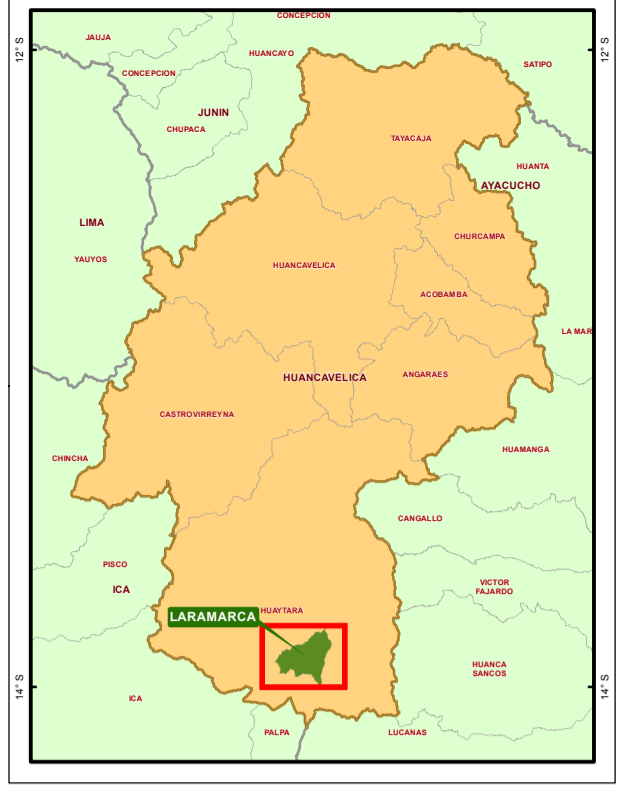 CONCEPCION
JAUJA
HUANCAYO
12° S
12° S
SATIPO
CONCEPCION
JUNIN
CHUPACA
TAYACAJA
HUANTA
AYACUCHO
LIMA
CHURCAMPA
YAUYOS
HUANCAVELICA
ACOBAMBA
LA MAR
HUANCAVELICA
ANGARAES
CASTROVIRREYNA
CHINCHA
HUAMANGA
CANGALLO
PISCO
ICA
VICTOR
FAJARDO
HUAYTARA
LARAMARCA
HUANCA
SANCOS
14° S
14° S
ICA
PALPA
LUCANAS